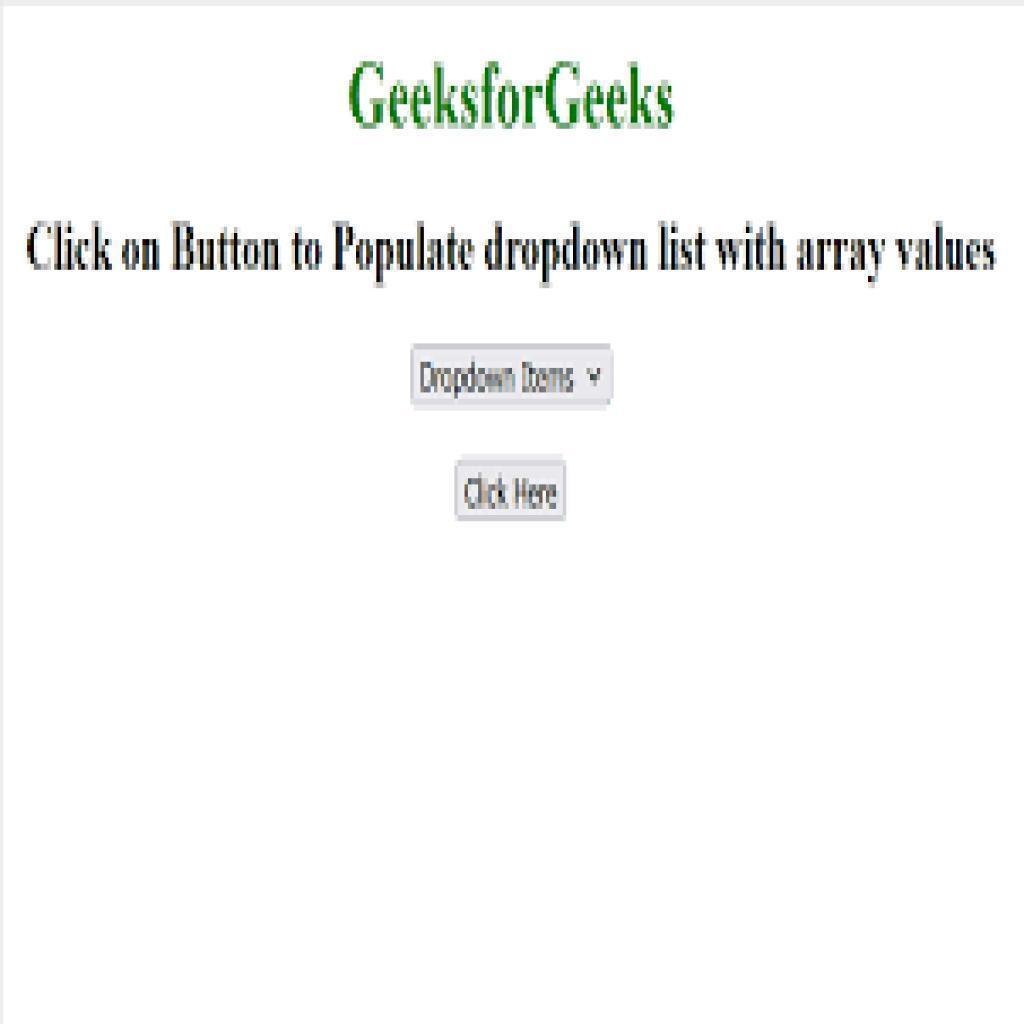 GeeksforGeeks
Click on Button to Populate dropdown list with array values
Dropdown Items
Click Here